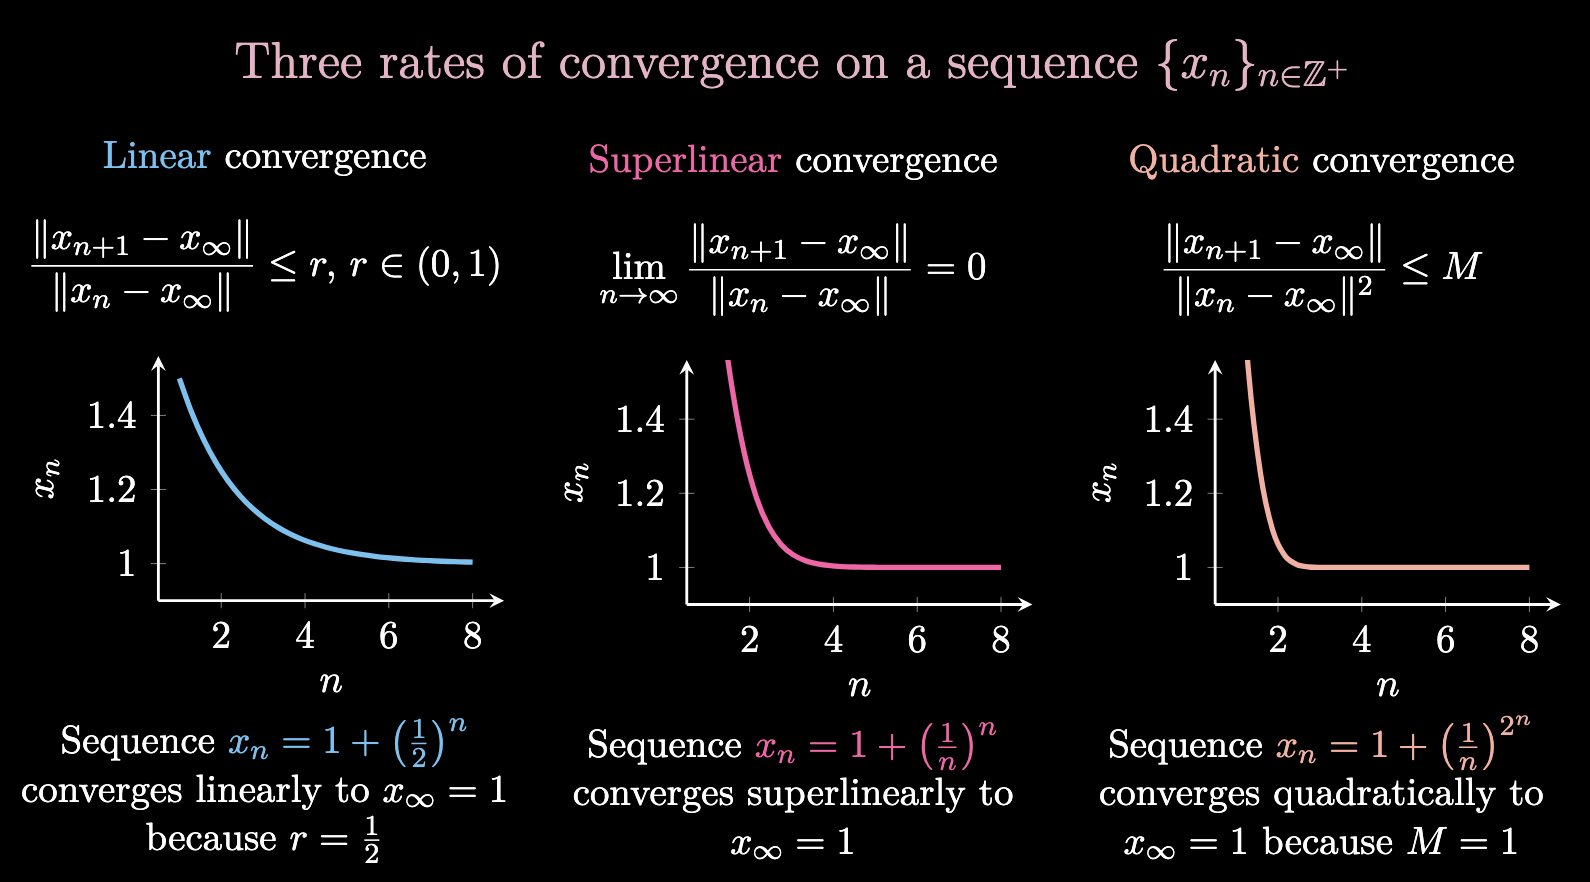 Three rates of convergence on a sequence $\{x_n\}_{n\in\mathbb{Z}^+}$
Linear convergence
$\frac{\|x_{n+1} - x_\infty\|}{\|x_n - x_\infty\|} \leq r, r \in (0, 1)$
1.4
1.2
1
$x_n$
2 4 6 8
$n$
Sequence $x_n = 1 + \left(\frac{1}{2}\right)^n$
converges linearly to $x_\infty = 1$
because $r = \frac{1}{2}$
Superlinear convergence
$\lim_{n\to\infty} \frac{\|x_{n+1} - x_\infty\|}{\|x_n - x_\infty\|} = 0$
1.4
1.2
1
$x_n$
2 4 6 8
$n$
Sequence $x_n = 1 + \left(\frac{1}{n}\right)^n$
converges superlinearly to
$x_\infty = 1$
Quadratic convergence
$\frac{\|x_{n+1} - x_\infty\|}{\|x_n - x_\infty\|^2} \leq M$
1.4
1.2
1
$x_n$
2 4 6 8
$n$
Sequence $x_n = 1 + \left(\frac{1}{n}\right)^{2^n}$
converges quadratically to
$x_\infty = 1$ because $M = 1$